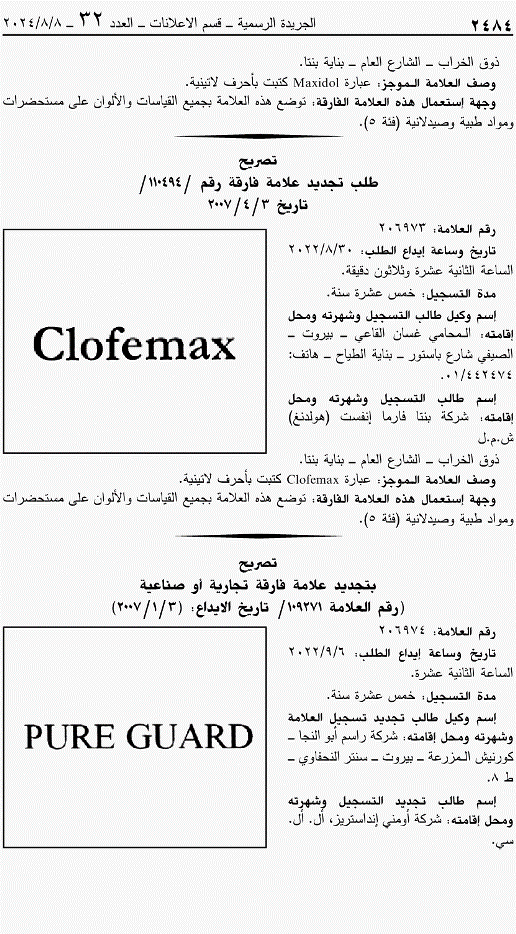 ٢٤٨٤ الجريدة الرسمية ـ قسم الاعلانات ـ العدد ٣٢ ـ ٢٠٢٤/٨/٨
ذوق الخراب ـ الشارع العام ـ بناية بنتا.
وصف العلامة الموجز: عبارة Maxidol كتبت بأحرف لاتينية.
وجهة إستعمال هذه العلامة الفارقة: توضع هذه العلامة بجميع القياسات والألوان على مستحضرات
ومواد طبية وصيدلانية (فئة ٥).
تصريح
طلب تجديد علامة فارقة رقم /١١٠٤٩٤/
تاريخ ٢٠٠٧/٤/٣
رقم العلامة: ٢٠٦٩٧٣
تاريخ وساعة إيداع الطلب: ٢٠٢٢/٨/٣٠
الساعة الثانية عشرة وثلاثون دقيقة.
مدة التسجيل: خمس عشرة سنة.
إسم وكيل طالب التسجيل وشهرته ومحل
إقامته: المحامي غسان القاعي ـ بيروت ـ
الصيفي شارع باستور ـ بناية الطياح ـ هاتف:
٠١/٤٤٢٤٧٤.
إسم طالب التسجيل وشهرته ومحل
إقامته: شركة بنتا فارما إنفست (هولدنغ)
ش.م.ل
Clofemax
ذوق الخراب ـ الشارع العام ـ بناية بنتا.
وصف العلامة الموجز: عبارة Clofemax كتبت بأحرف لاتينية.
وجهة إستعمال هذه العلامة الفارقة: توضع هذه العلامة بجميع القياسات والألوان على مستحضرات
ومواد طبية وصيدلانية (فئة ٥).
تصريح
بتجديد علامة فارقة تجارية أو صناعية
(رقم العلامة ١٠٩٢٧١/ تاريخ الايداع: (٢٠٠٧/١/٣)
رقم العلامة: ٢٠٦٩٧٤
تاريخ وساعة إيداع الطلب: ٢٠٢٢/٩/٦
الساعة الثانية عشرة.
مدة التسجيل: خمس عشرة سنة.
إسم وكيل طالب تجديد تسجيل العلامة
وشهرته ومحل إقامته: شركة راسم أبو النجا ـ
كورنيش المزرعة ـ بيروت ـ سنتر النحفاوي ـ
ط ٨.
إسم طالب تجديد التسجيل وشهرته
ومحل إقامته: شركة أومني إنداستريز، أل. أل.
سي.
PURE GUARD